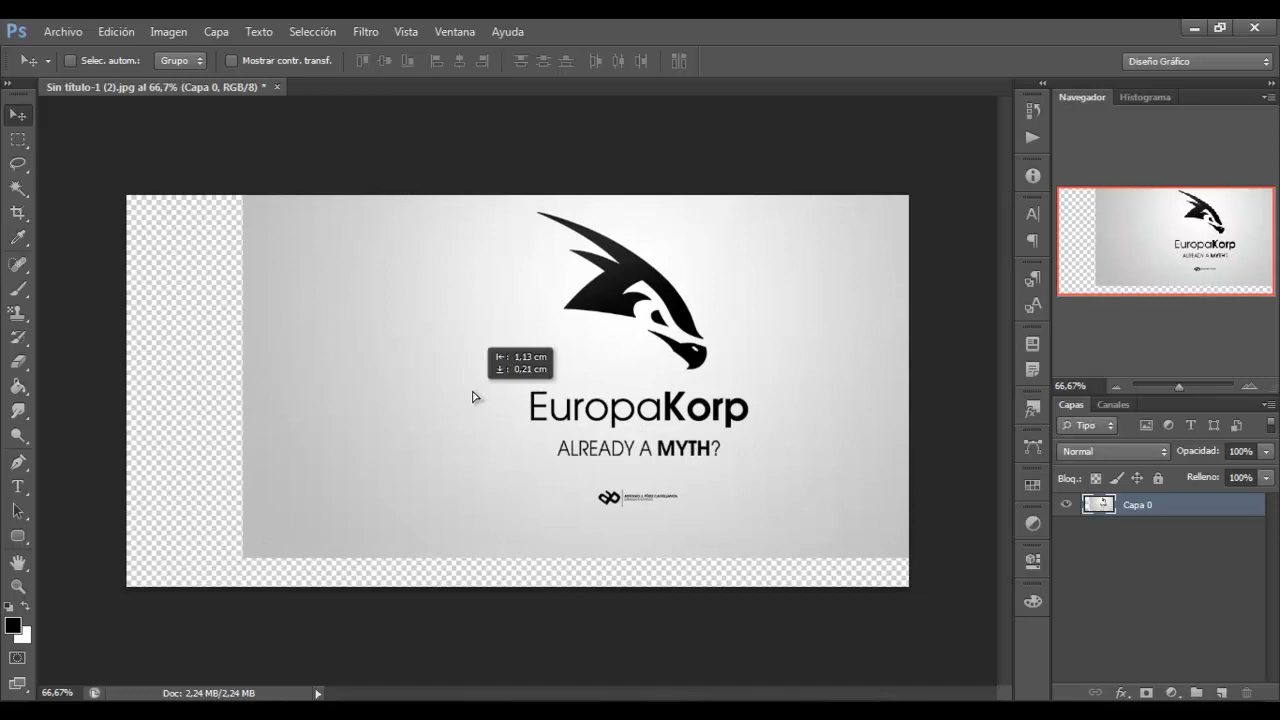 Ps Archivo Edición Imagen Capa Texto Selección Filtro Vista Ventana Ayuda
Selec. autom.: Grupo Mostrar contr. transf. Diseño Gráfico
Sin título-1 (2).jpg al 66,7% (Capa 0, RGB/8) * ×
Navegador Histograma
EuropaKorp
ALREADY A MYTH?
1,13 cm
0,21 cm
EuropaKorp
ALREADY A MYTH?
66,67%
Capas Canales
Tipo
Normal Opacidad: 100%
Bloq.: Relleno: 100%
Capa 0
66,67% Doc: 2,24 MB/2,24 MB